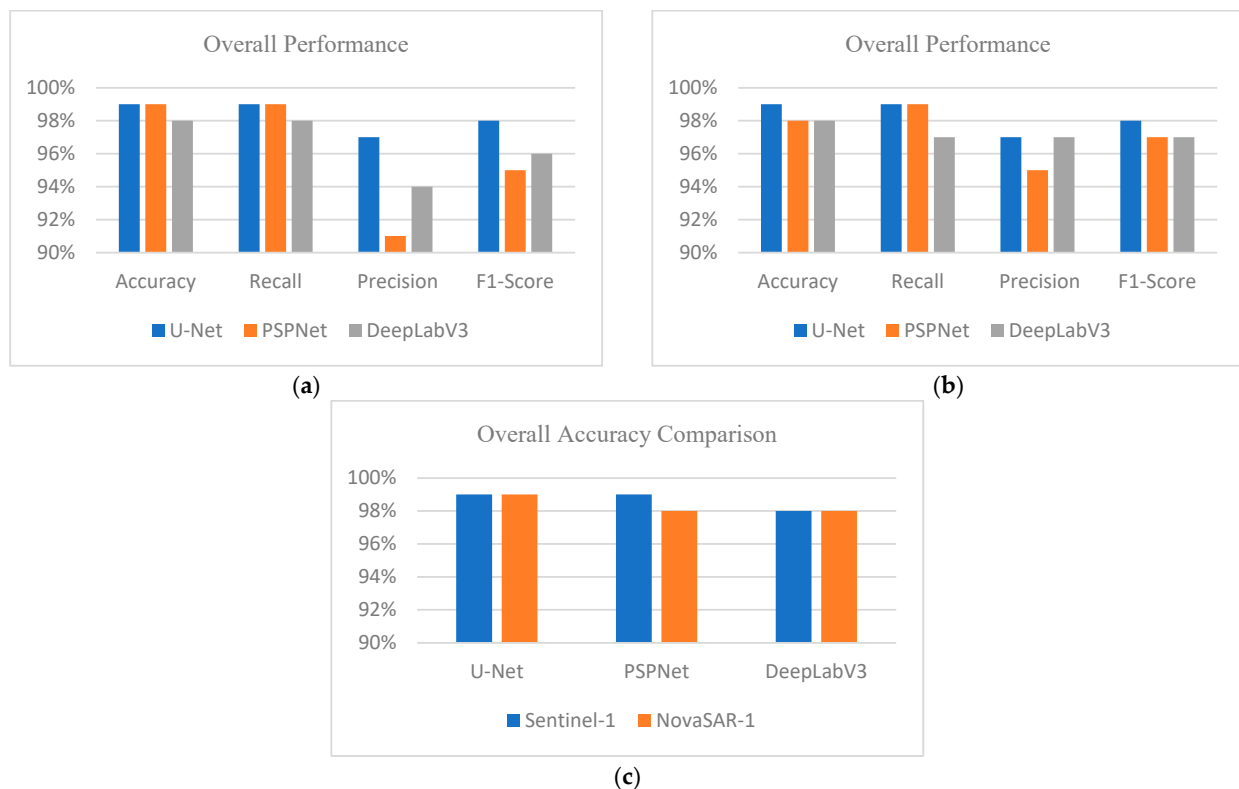 Overall Performance
100%
98%
96%
94%
92%
90%
Accuracy Recall Precision F1-Score
U-Net PSPNet DeepLabV3
(a)
Overall Performance
100%
98%
96%
94%
92%
90%
Accuracy Recall Precision F1-Score
U-Net PSPNet DeepLabV3
(b)
Overall Accuracy Comparison
100%
98%
96%
94%
92%
90%
U-Net PSPNet DeepLabV3
Sentinel-1 NovaSAR-1
(c)